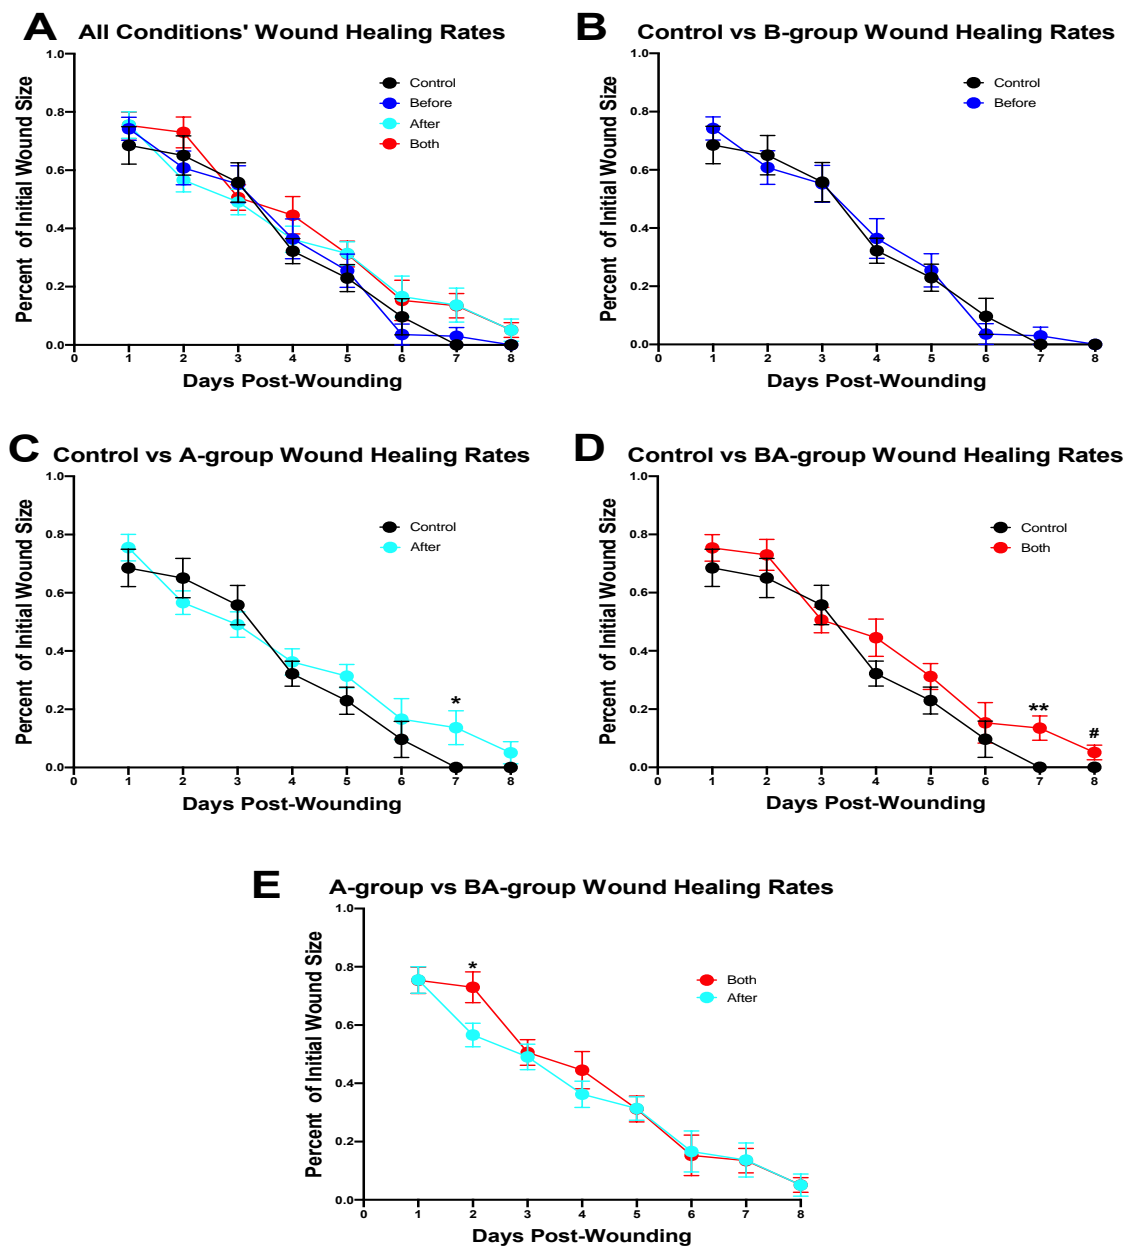 A
All Conditions' Wound Healing Rates
Percent of Initial Wound Size
1.0
0.8
0.6
0.4
0.2
0.0
0 1 2 3 4 5 6 7 8
Days Post-Wounding
Control
Before
After
Both
B
Control vs B-group Wound Healing Rates
Percent of Initial Wound Size
1.0
0.8
0.6
0.4
0.2
0.0
0 1 2 3 4 5 6 7 8
Days Post-Wounding
Control
Before
C
Control vs A-group Wound Healing Rates
Percent of Initial Wound Size
1.0
0.8
0.6
0.4
0.2
0.0
0 1 2 3 4 5 6 7 8
Days Post-Wounding
Control
After
*
D
Control vs BA-group Wound Healing Rates
Percent of Initial Wound Size
1.0
0.8
0.6
0.4
0.2
0.0
0 1 2 3 4 5 6 7 8
Days Post-Wounding
Control
Both
**
#
E
A-group vs BA-group Wound Healing Rates
Percent of Initial Wound Size
1.0
0.8
0.6
0.4
0.2
0.0
0 1 2 3 4 5 6 7 8
Days Post-Wounding
*
Both
After